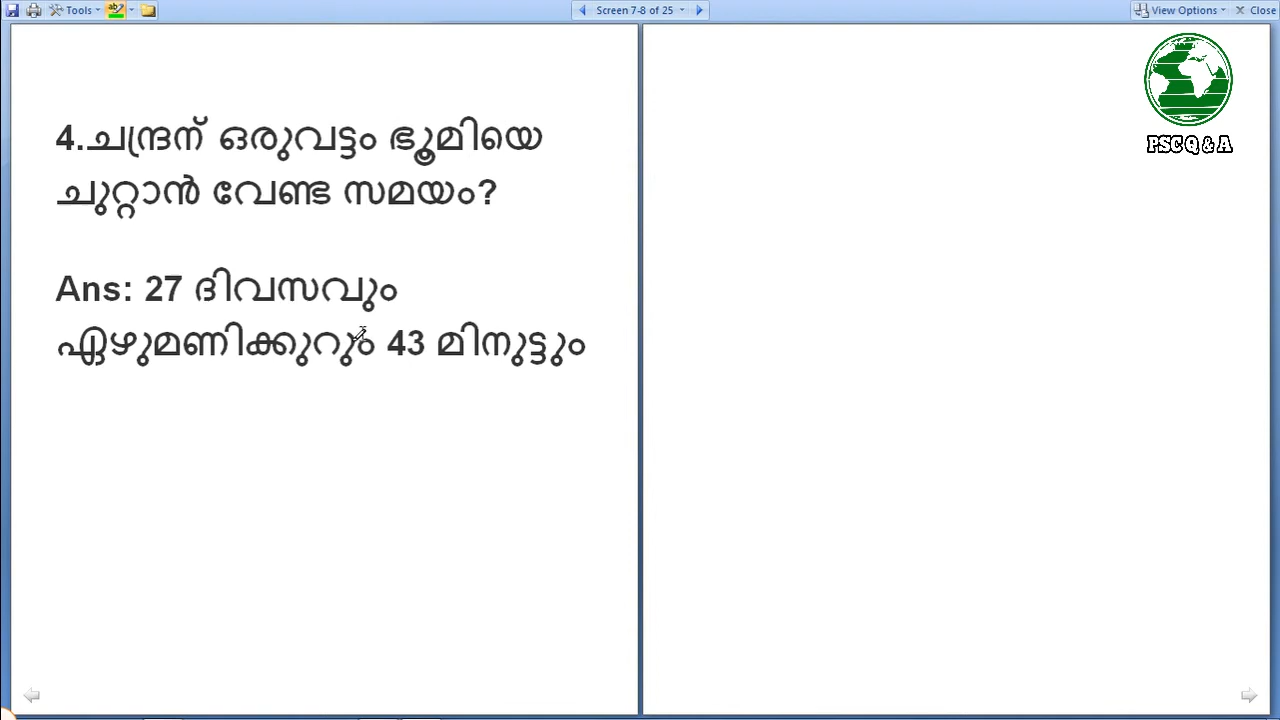 Tools
Screen 7-8 of 25
View Options
Close
PSC Q & A
4.ചന്ദ്രന് ഒരുവട്ടം ഭൂമിയെ
ചുറ്റാൻ വേണ്ട സമയം?
Ans: 27 ദിവസവും
ഏഴുമണിക്കുറും 43 മിനുട്ടും